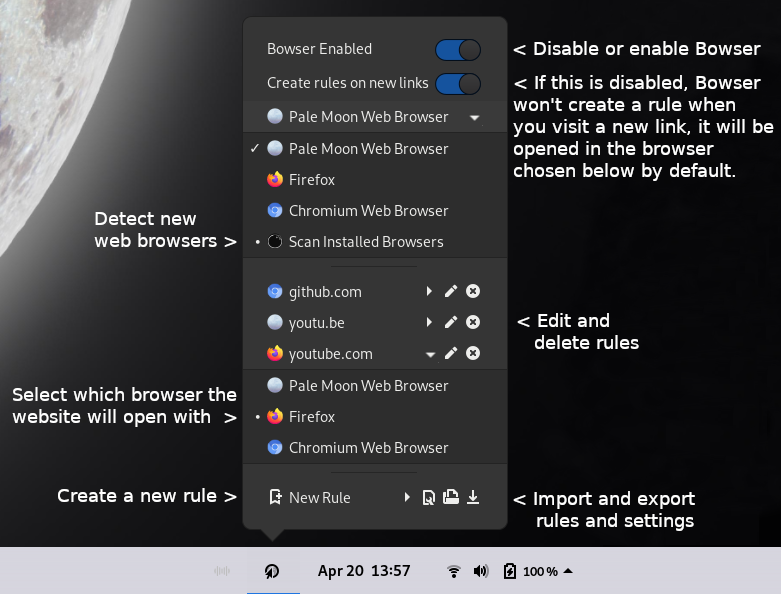 Bowser Enabled
< Disable or enable Bowser
Create rules on new links
< If this is disabled, Bowser
won't create a rule when
you visit a new link, it will be
opened in the browser
chosen below by default.
Pale Moon Web Browser
✓ Pale Moon Web Browser
Firefox
Chromium Web Browser
Detect new
web browsers >
• Scan Installed Browsers
github.com
youtu.be
youtube.com
< Edit and
delete rules
Pale Moon Web Browser
Select which browser the
website will open with >
• Firefox
Chromium Web Browser
Create a new rule >
New Rule
< Import and export
rules and settings
Apr 20 13:57
100 %